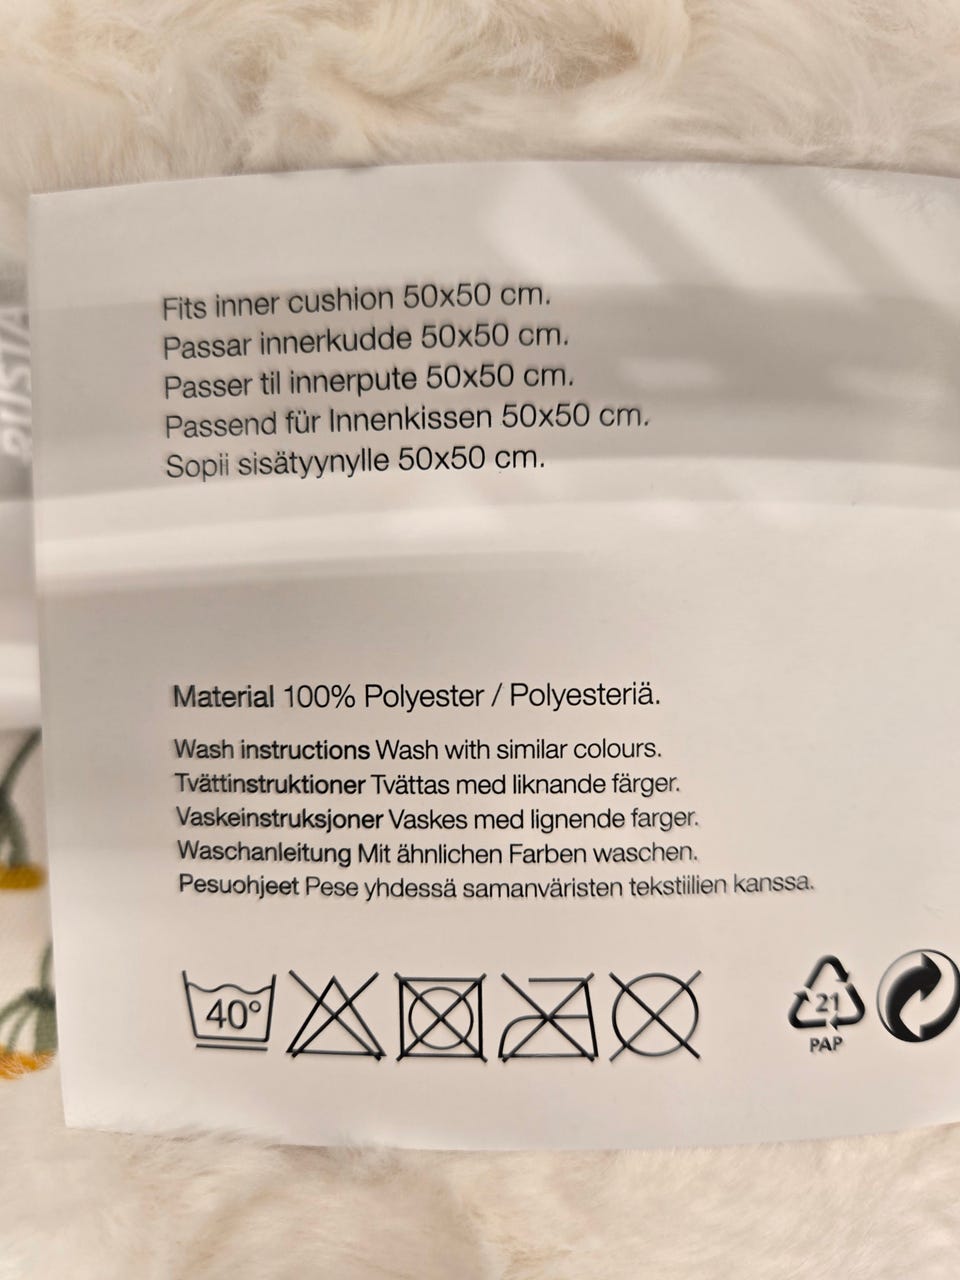 Fits inner cushion 50x50 cm.
Passar innerkudde 50x50 cm.
Passer til innerpute 50x50 cm.
Passend für Innenkissen 50x50 cm.
Sopii sisätyynylle 50x50 cm.
Material 100% Polyester / Polyesteriä.
Wash instructions Wash with similar colours.
Tvättinstruktioner Tvättas med liknande färger.
Vaskeinstruksjoner Vaskes med lignende farger.
Waschanleitung Mit ähnlichen Farben waschen.
Pesuohjeet Pese yhdessä samanväristen tekstiilien kanssa.
40°
21
PAP